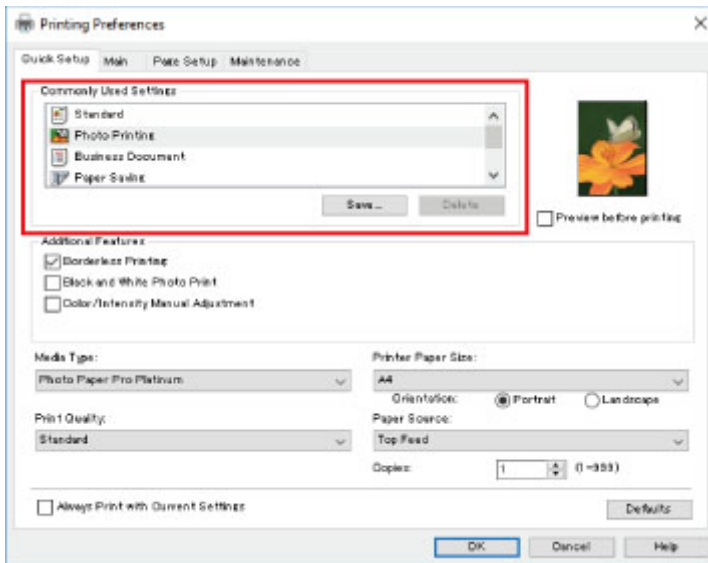 Printing Preferences
Quick Setup Main Page Setup Maintenance
Commonly Used Settings
Standard
Photo Printing
Business Document
Paper Saving
Save... Delete
Preview before printing
Additional Features
Borderless Printing
Black and White Photo Print
Color/Intensity Manual Adjustment
Media Type:
Photo Paper Pro Platinum
Printer Paper Size:
A4
Orientation: Portrait Landscape
Print Quality:
Standard
Paper Source:
Top Feed
Copies: 1 (1-999)
Always Print with Current Settings
Defaults
OK Cancel Help